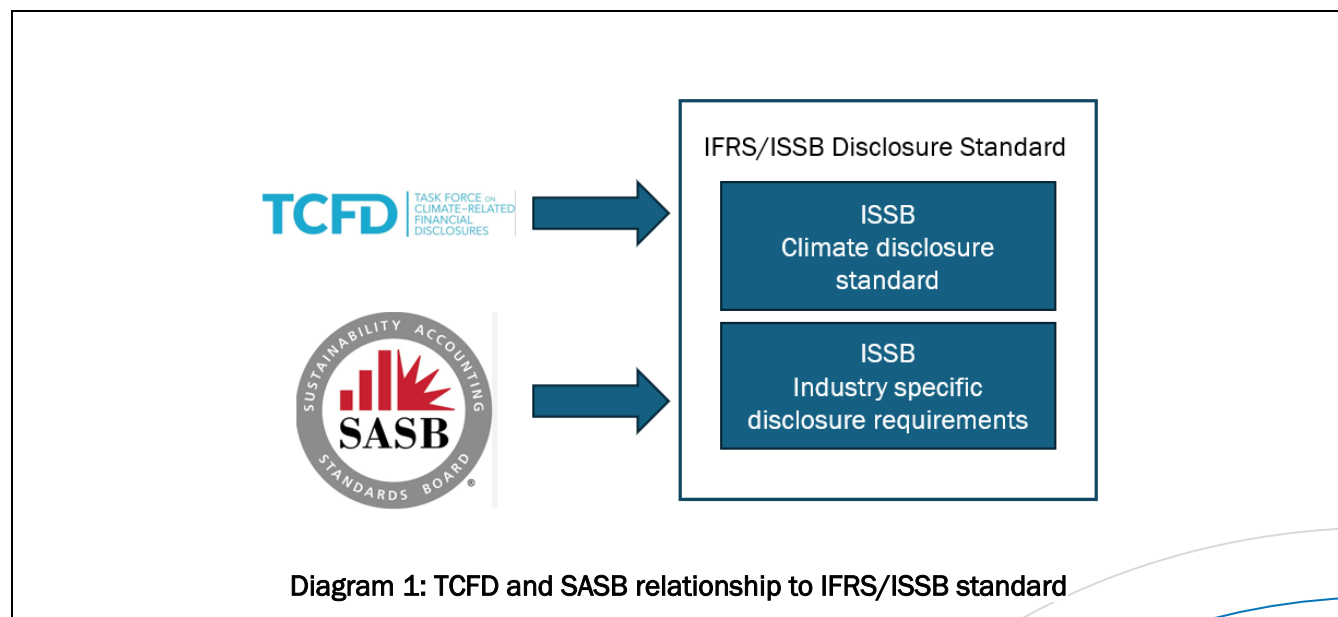 IFRS/ISSB Disclosure Standard
TCFD
TASK FORCE ON
CLIMATE-RELATED
FINANCIAL
DISCLOSURES
ISSB
Climate disclosure
standard
SUSTAINABILITY ACCOUNTING
SASB
STANDARDS BOARD
®
ISSB
Industry specific
disclosure requirements
Diagram 1: TCFD and SASB relationship to IFRS/ISSB standard